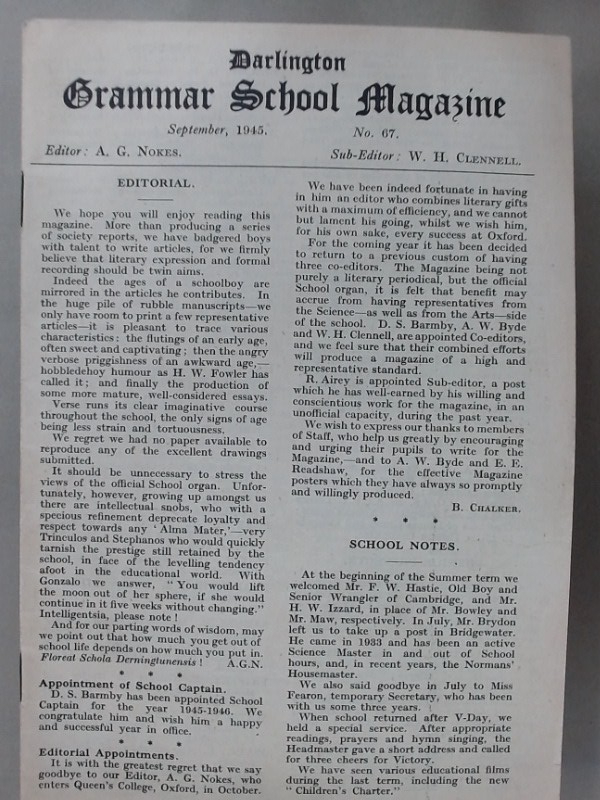 Darlington
Grammar School Magazine
September, 1945. No. 67.
Editor: A. G. NOKES. Sub-Editor: W. H. CLENNELL.
EDITORIAL.
We hope you will enjoy reading this
magazine. More than producing a series
of society reports, we have badgered boys
with talent to write articles, for we firmly
believe that literary expression and formal
recording should be twin aims.
Indeed the ages of a schoolboy are
mirrored in the articles he contributes. In
the huge pile of rubble manuscripts—we
only have room to print a few representative
articles—it is pleasant to trace various
characteristics: the flutings of an early age,
often sweet and captivating; then the angry
verbose priggishness of an awkward age,—
hobbledehoy humour as H. W. Fowler has
called it; and finally the production of
some more mature, well-considered essays.
Verse runs its clear imaginative course
throughout the school, the only signs of age
being less strain and tortuousness.
We regret we had no paper available to
reproduce any of the excellent drawings
submitted.
It should be unnecessary to stress the
views of the official School organ. Unfor-
tunately, however, growing up amongst us
there are intellectual snobs, who with a
specious refinement deprecate loyalty and
respect towards any 'Alma Mater,'—very
Trinculos and Stephanos who would quickly
tarnish the prestige still retained by the
school, in face of the levelling tendency
afoot in the educational world. With
Gonzalo we answer, "You would lift
the moon out of her sphere, if she would
continue in it five weeks without changing."
Intelligentsia, please note!
And for our parting words of wisdom, may
we point out that how much you get out of
school life depends on how much you put in.
Floreat Schola Derningtunensis! A.G.N.
* * *
Appointment of School Captain.
D. S. Barmby has been appointed School
Captain for the year 1945-1946. We
congratulate him and wish him a happy
and successful year in office.
* * *
Editorial Appointments.
It is with the greatest regret that we say
goodbye to our Editor, A. G. Nokes, who
enters Queen's College, Oxford, in October.
We have been indeed fortunate in having
in him an editor who combines literary gifts
with a maximum of efficiency, and we cannot
but lament his going, whilst we wish him,
for his own sake, every success at Oxford.
For the coming year it has been decided
to return to a previous custom of having
three co-editors. The Magazine being not
purely a literary periodical, but the official
School organ, it is felt that benefit may
accrue from having representatives from
the Science—as well as from the Arts—side
of the school. D. S. Barmby, A. W. Byde
and W. H. Clennell, are appointed Co-editors,
and we feel sure that their combined efforts
will produce a magazine of a high and
representative standard.
R. Airey is appointed Sub-editor, a post
which he has well-earned by his willing and
conscientious work for the magazine, in an
unofficial capacity, during the past year.
We wish to express our thanks to members
of Staff, who help us greatly by encouraging
and urging their pupils to write for the
Magazine,—and to A. W. Byde and E. E.
Readshaw, for the effective Magazine
posters which they have always so promptly
and willingly produced.
B. CHALKER.
* * *
SCHOOL NOTES.
At the beginning of the Summer term we
welcomed Mr. F. W. Hastie, Old Boy and
Senior Wrangler of Cambridge, and Mr.
H. W. Izzard, in place of Mr. Bowley and
Mr. Maw, respectively. In July, Mr. Brydon
left us to take up a post in Bridgewater.
He came in 1933 and has been an active
Science Master in and out of School
hours, and, in recent years, the Normans'
Housemaster.
We also said goodbye in July to Miss
Fearon, temporary Secretary, who has been
with us some three years.
When school returned after V-Day, we
held a special service. After appropriate
readings, prayers and hymn singing, the
Headmaster gave a short address and called
for three cheers for Victory.
We have seen various educational films
during the last term, including the new
"Children's Charter."